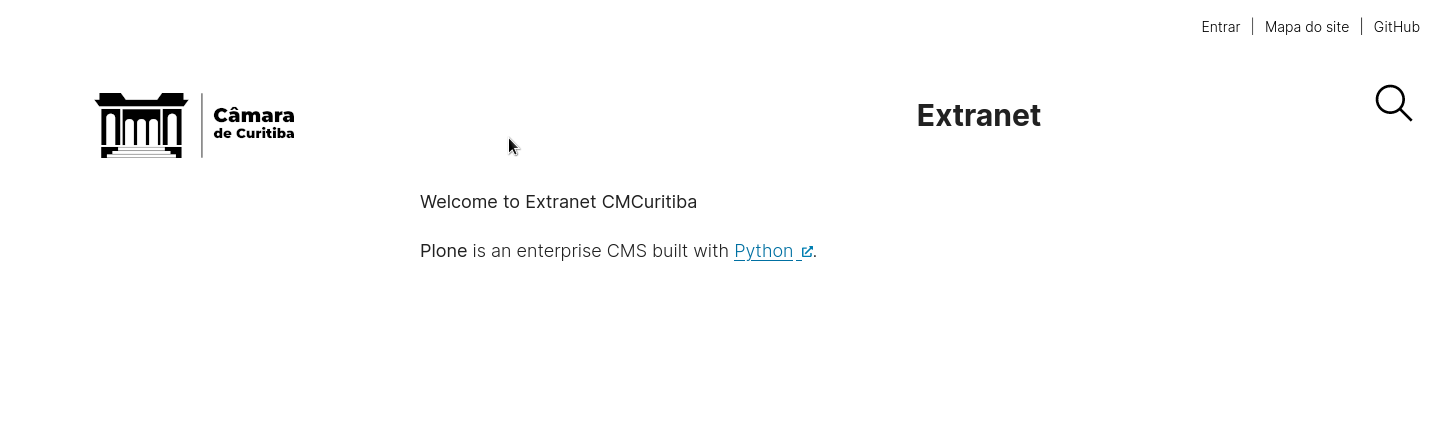 Entrar | Mapa do site | GitHub
Câmara
de Curitiba
Extranet
Welcome to Extranet CMCuritiba
Plone is an enterprise CMS built with Python .